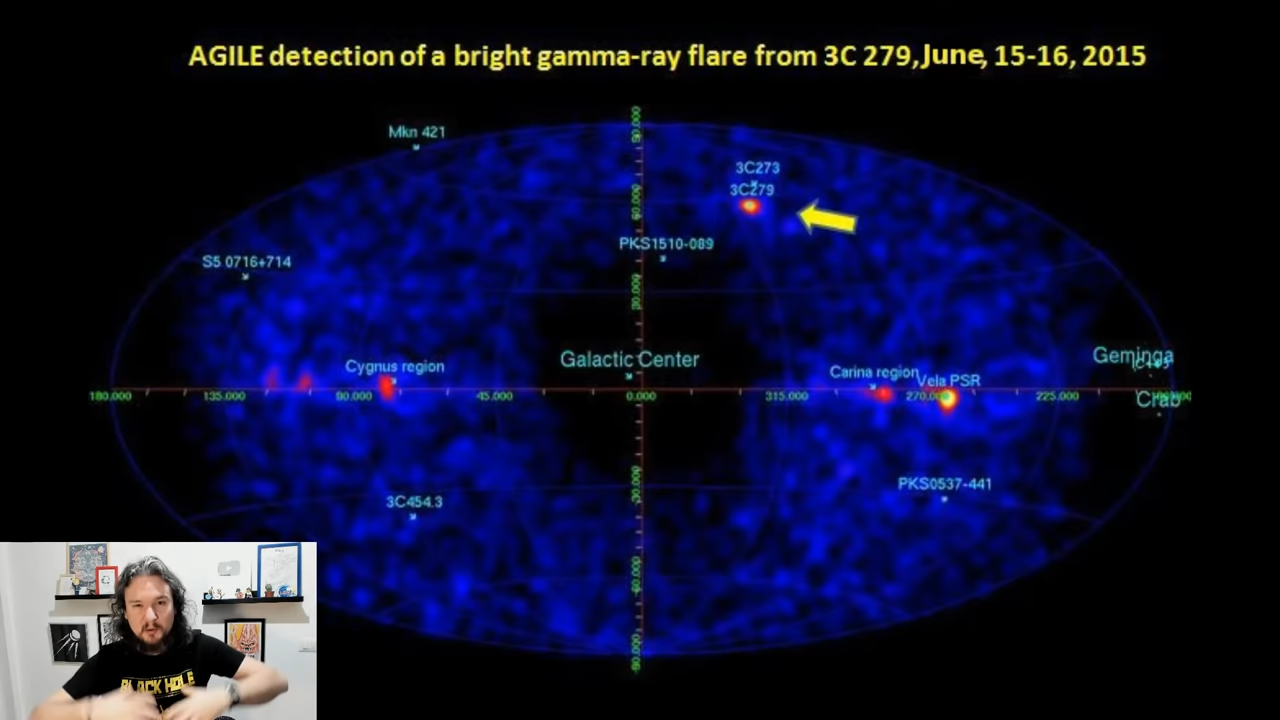 AGILE detection of a bright gamma-ray flare from 3C 279, June, 15-16, 2015
Mkn 421
3C273
3C279
PKS1510-089
S5 0716+714
Galactic Center
Cygnus region
Carina region
Vela PSR
Geminga
180.000
135.000
90.000
45.000
0.000
315.000
225.000
Crab
3C454.3
PKS0537-441
BLACK HOLE